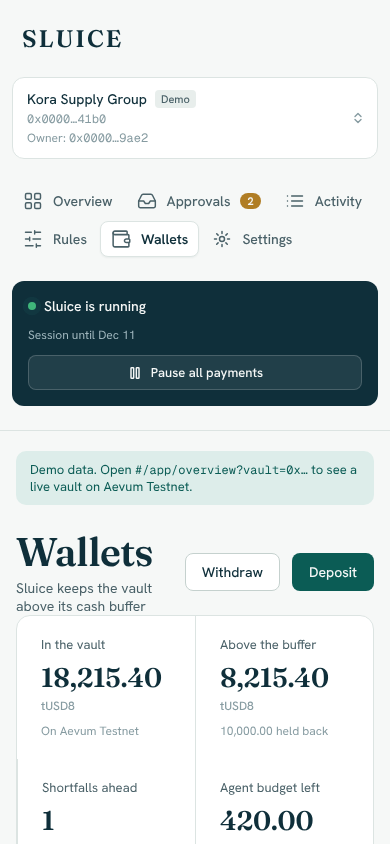 SLUICE
Kora Supply Group Demo
0x0000…41b0
Owner: 0x0000…9ae2
Overview Approvals 2 Activity
Rules Wallets Settings
Sluice is running
Session until Dec 11
Pause all payments
Demo data. Open #/app/overview?vault=0x… to see a
live vault on Aevum Testnet.
Wallets
Sluice keeps the vault
above its cash buffer
Withdraw Deposit
In the vault
18,215.40
tUSD8
On Aevum Testnet
Above the buffer
8,215.40
tUSD8
10,000.00 held back
Shortfalls ahead
1
Agent budget left
420.00